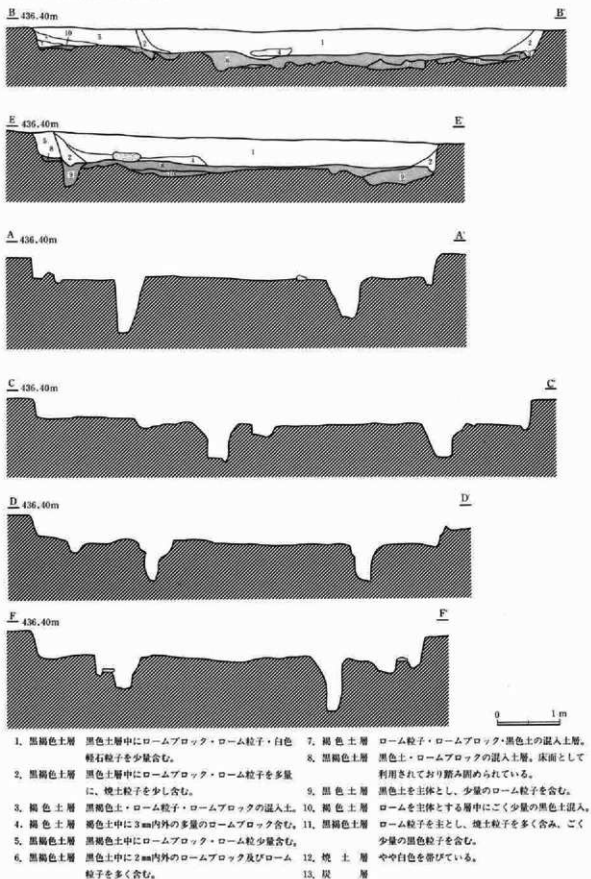 B 436.40m B'
10
5
2
1
4
2
E 436.40m E'
5
8
2
1
2
9
A 436.40m A'
C 436.40m C'
D 436.40m D'
F 436.40m F'
0 1m
1. 黒褐色土層 黒色土層中にロームブロック・ローム粒子・白色
軽石粒子を少量含む。
2. 黒褐色土層 黒色土層中にロームブロック・ローム粒子を多量
に、焼土粒子を少し含む。
3. 褐色土層 黒褐色土・ローム粒子・ロームブロックの混入土。
4. 褐色土層 褐色土中に3mm内外の多量のロームブロック含む。
5. 黒褐色土層 黒褐色土中にロームブロック・ローム粒少量含む。
6. 黒褐色土層 黒色土中に2mm内外のロームブロック及びローム
粒子を多く含む。
7. 褐色土層 ローム粒子・ロームブロック・黒色土の混入土層。
8. 黒褐色土層 黒色土・ロームブロックの混入土層。床面として
利用されており踏み固められている。
9. 黒色土層 黒色土を主体とし、少量のローム粒子を含む。
10. 褐色土層 ロームを主体とする層中にごく少量の黒色土混入。
11. 黒褐色土層 ローム粒子を主とし、焼土粒子を多く含み、ごく
少量の黒色粒子を含む。
12. 焼土層 やや白色を帯びている。
13. 炭層